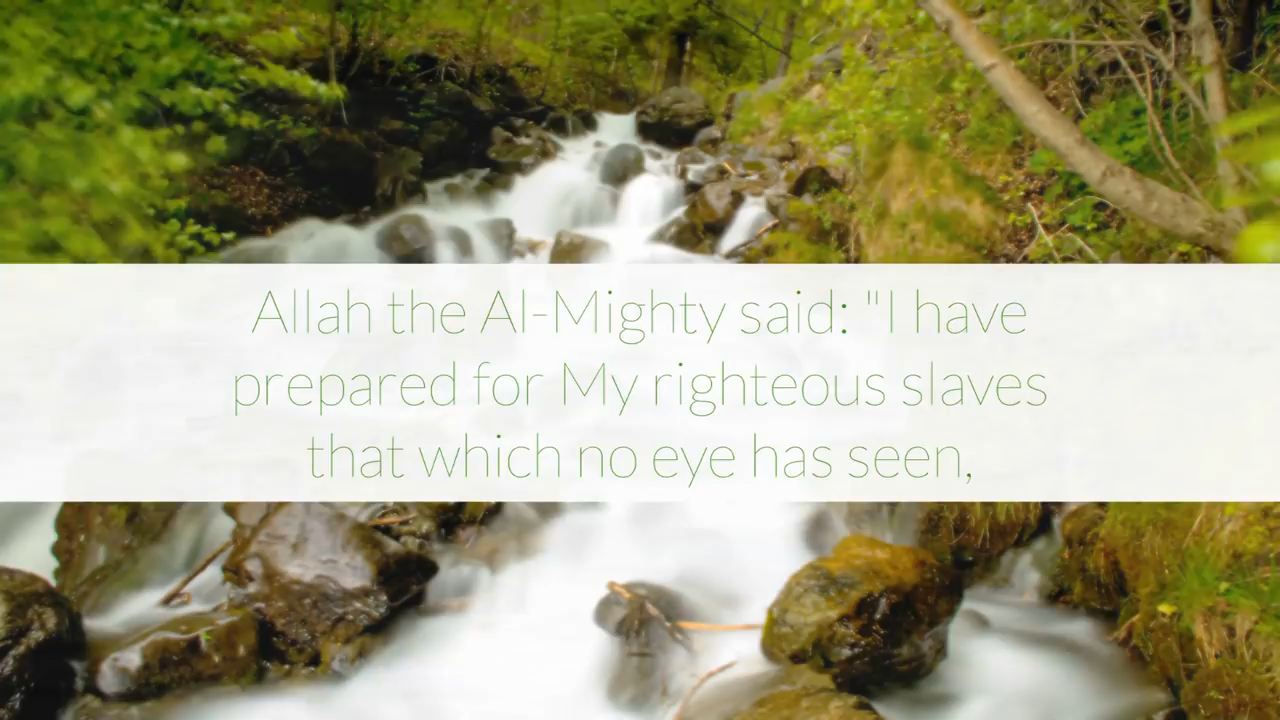 Allah the Al-Mighty said: "I have
prepared for My righteous slaves
that which no eye has seen,